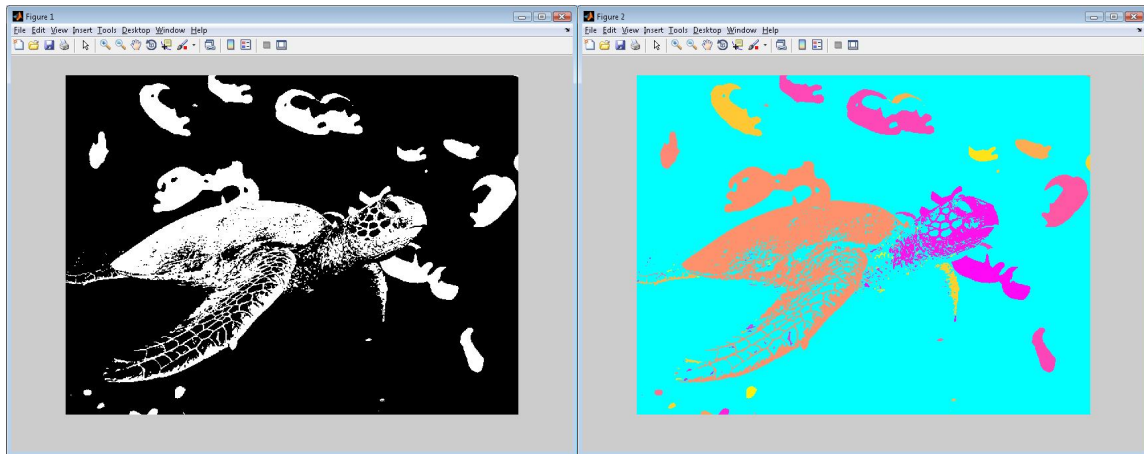 Figure 1
File Edit View Insert Tools Desktop Window Help
Figure 2
File Edit View Insert Tools Desktop Window Help